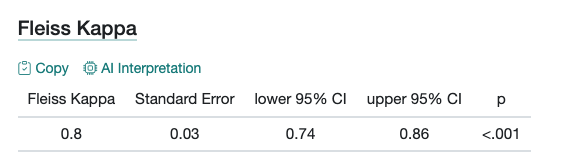 Fleiss Kappa
Copy AI Interpretation
Fleiss Kappa Standard Error lower 95% CI upper 95% CI p
0.8 0.03 0.74 0.86 <.001